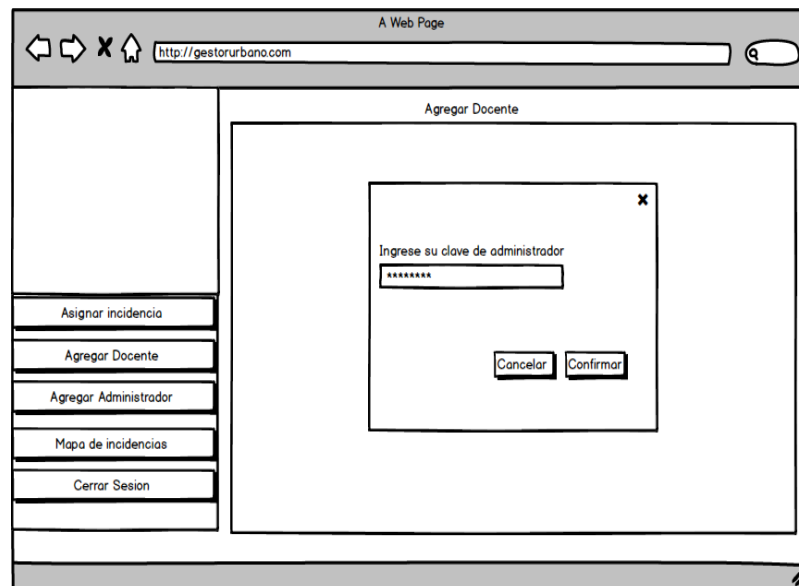 A Web Page
http://gestorurbano.com
Agregar Docente
Ingrese su clave de administrador
********
Cancelar Confirmar
Asignar incidencia
Agregar Docente
Agregar Administrador
Mapa de incidencias
Cerrar Sesion